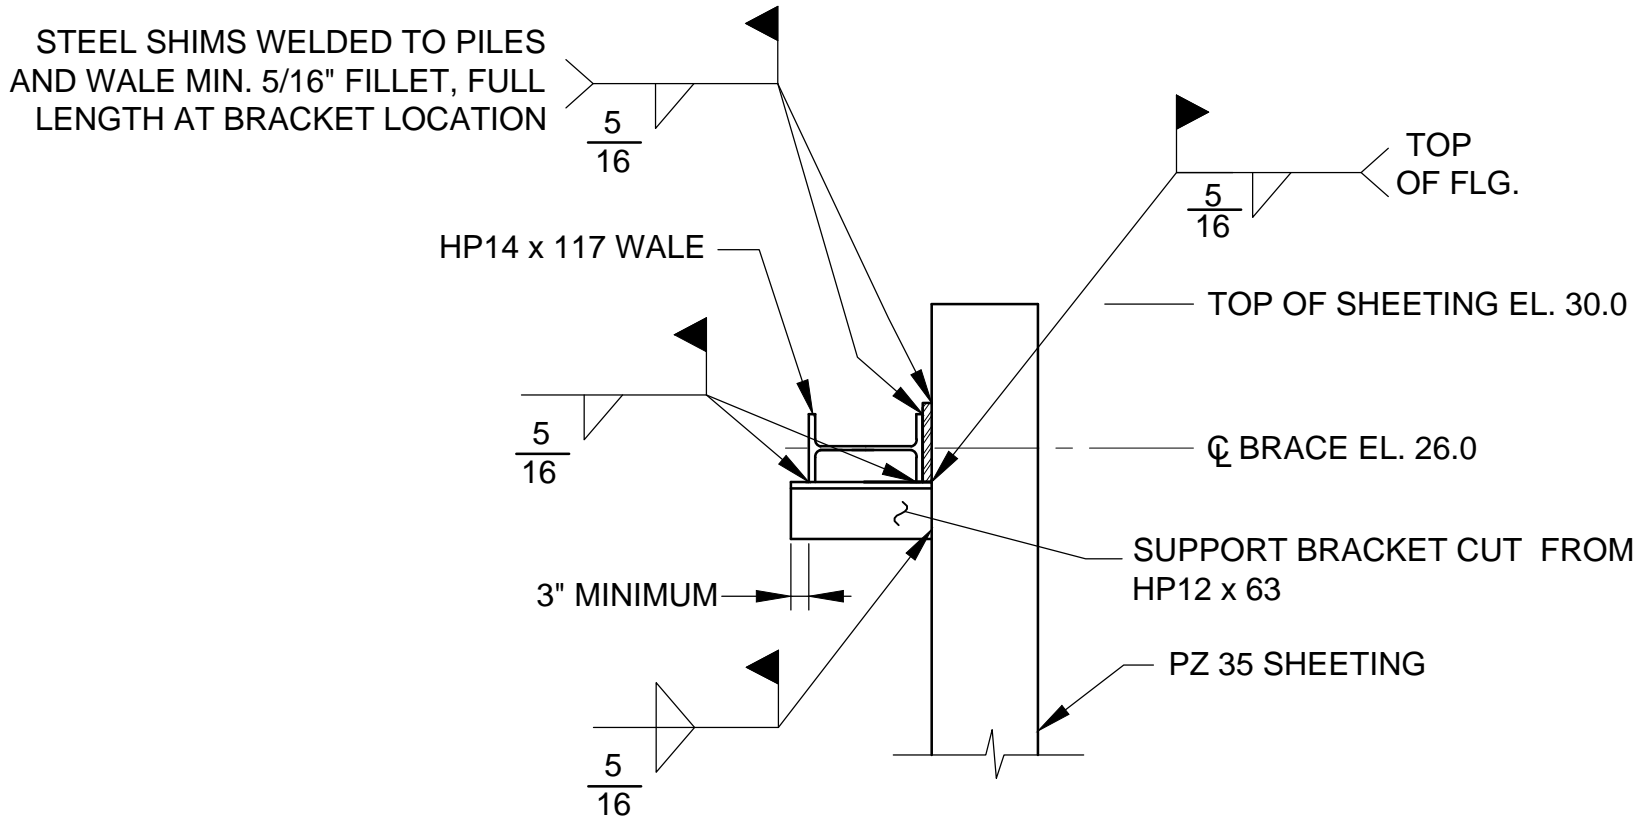 STEEL SHIMS WELDED TO PILES
AND WALE MIN. 5/16" FILLET, FULL
LENGTH AT BRACKET LOCATION
5
16
TOP
OF FLG.
5
16
HP14 x 117 WALE
TOP OF SHEETING EL. 30.0
5
16
℄ BRACE EL. 26.0
SUPPORT BRACKET CUT FROM
HP12 x 63
3" MINIMUM
PZ 35 SHEETING
5
16